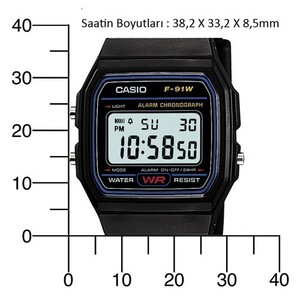 Saatin Boyutları : 38,2 X 33,2 X 8,5mm
40
30
20
10
0
CASIO F-91W
LIGHT ALARM CHRONOGRAPH
SU 30
10:58 50
MODE ALARM ON·OFF/24HR
WATER WR RESIST
0 10 20 30 40